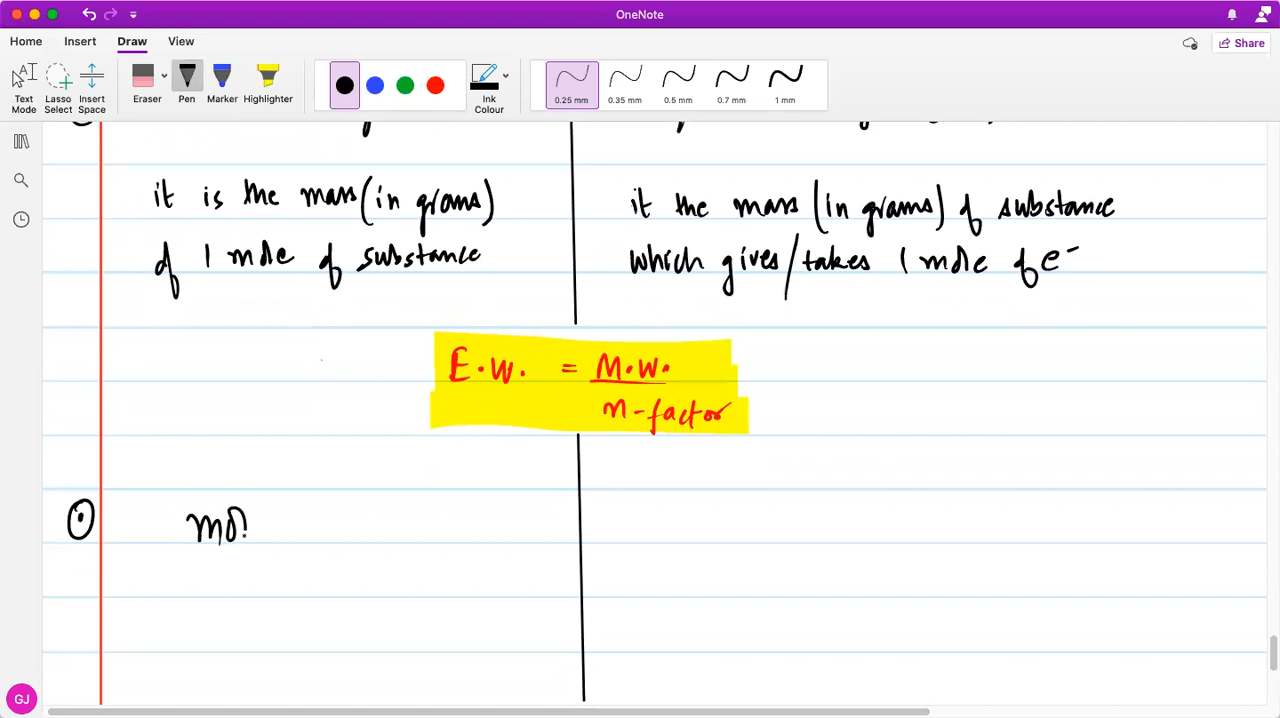 OneNote
Home Insert Draw View
Share
Text Mode
Lasso Select
Insert Space
Eraser
Pen
Marker
Highlighter
Ink Colour
0.25 mm
0.35 mm
0.5 mm
0.7 mm
1 mm
it is the mass (in grams)
of 1 mole of substance
it the mass (in grams) of substance
which gives/takes 1 mole of e⁻
E.W. = M.W.
n-factor
GJ